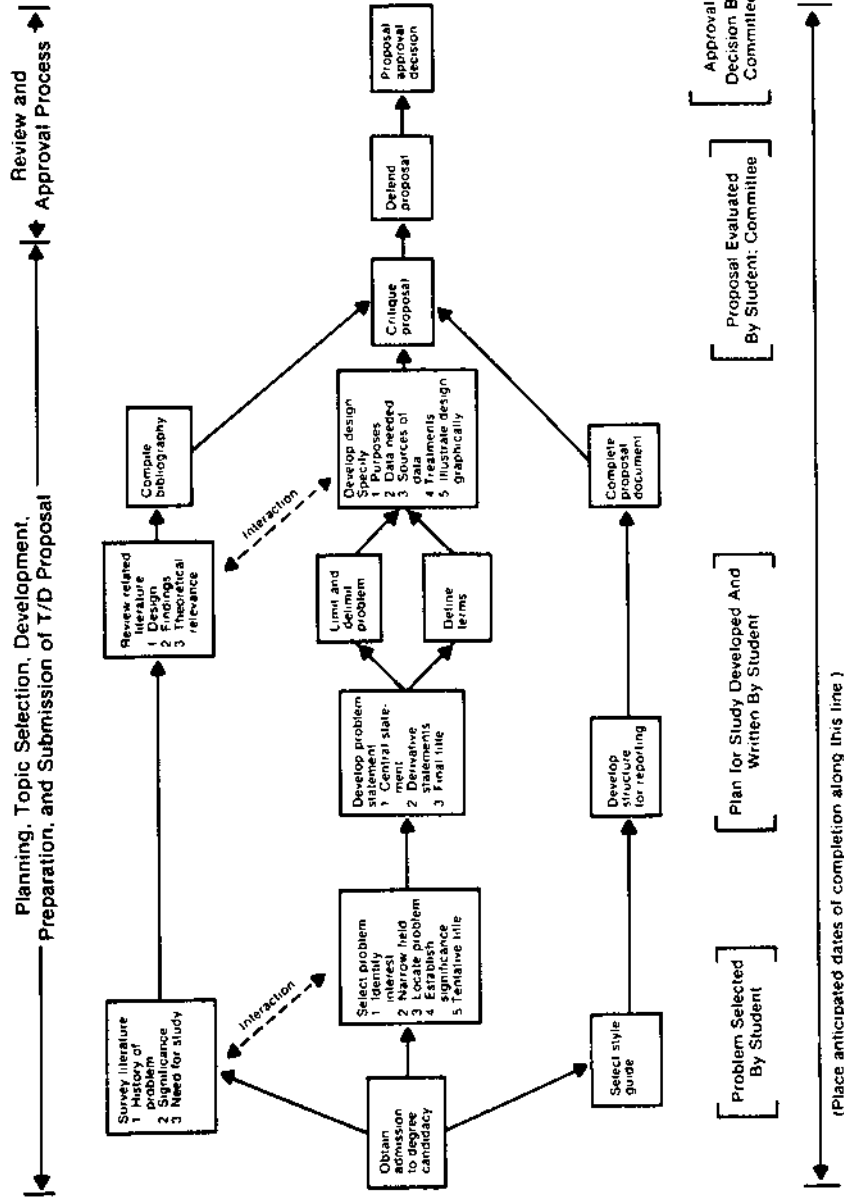 Planning, Topic Selection, Development,
Preparation, and Submission of T/D Proposal
Review and
Approval Process
Survey literature
1 History of
problem
2 Significance
3 Need for study
Review related
literature
1 Design
2 Findings
3 Theoretical
relevance
Compile
bibliography
Interaction
Interaction
Obtain
admission
to degree
candidacy
Select problem
1 Identify
interest
2 Narrow field
3 Locate problem
4 Establish
significance
5 Tentative title
Develop problem
statement
1 Central state-
ment
2 Derivative
statements
3 Final title
Limit and
delimit
problem
Define
terms
Develop design
Specify
1 Purposes
2 Data needed
3 Sources of
data
4 Treatments
5 Illustrate design
graphically
Critique
proposal
Defend
proposal
Proposal
approval
decision
Select style
guide
Develop
structure
for reporting
Complete
proposal
document
Problem Selected
By Student
Plan for Study Developed And
Written By Student
Proposal Evaluated
By Student; Committee
Approval
Decision B
Committee
(Place anticipated dates of completion along this line)